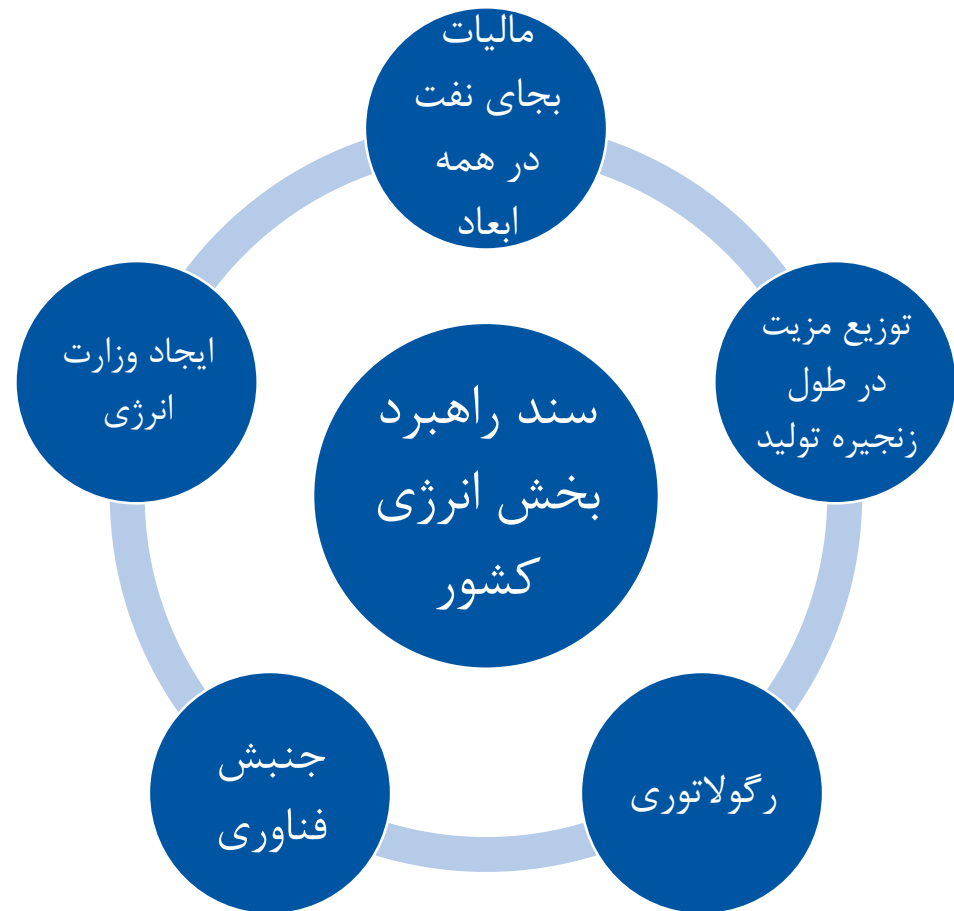 مالیات
بجای نفت
در همه
ابعاد
توزیع مزیت
در طول
زنجیره تولید
رگولاتوری
جنبش
فناوری
ایجاد وزارت
انرژی
سند راهبرد
بخش انرژی
کشور